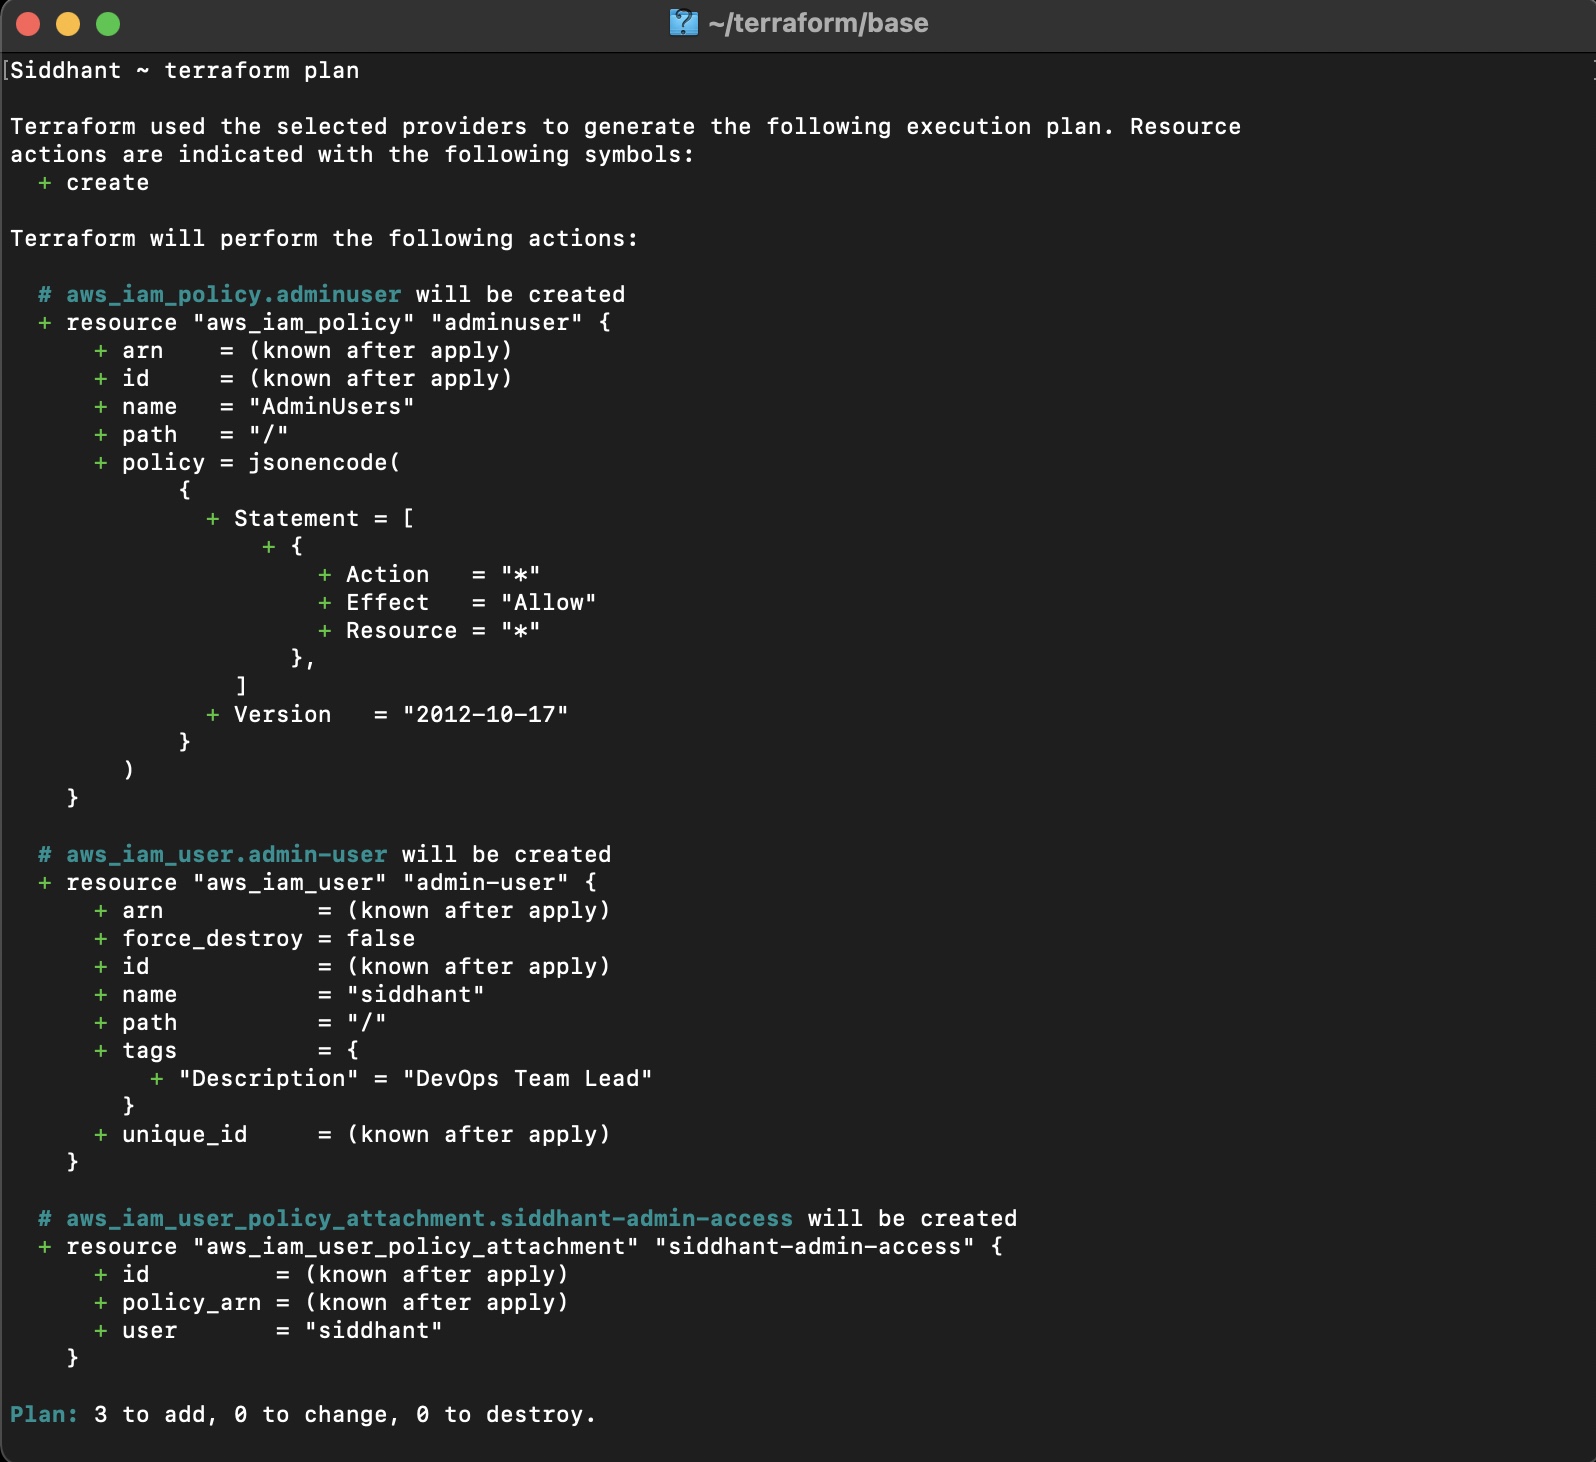 ~/terraform/base
[Siddhant ~ terraform plan ]
Terraform used the selected providers to generate the following execution plan. Resource
actions are indicated with the following symbols:
  + create
Terraform will perform the following actions:
  # aws_iam_policy.adminuser will be created
  + resource "aws_iam_policy" "adminuser" {
      + arn    = (known after apply)
      + id     = (known after apply)
      + name   = "AdminUsers"
      + path   = "/"
      + policy = jsonencode(
            {
              + Statement = [
                  + {
                      + Action   = "*"
                      + Effect   = "Allow"
                      + Resource = "*"
                    },
                ]
              + Version   = "2012-10-17"
            }
        )
    }
  # aws_iam_user.admin-user will be created
  + resource "aws_iam_user" "admin-user" {
      + arn           = (known after apply)
      + force_destroy = false
      + id            = (known after apply)
      + name          = "siddhant"
      + path          = "/"
      + tags          = {
          + "Description" = "DevOps Team Lead"
        }
      + unique_id     = (known after apply)
    }
  # aws_iam_user_policy_attachment.siddhant-admin-access will be created
  + resource "aws_iam_user_policy_attachment" "siddhant-admin-access" {
      + id         = (known after apply)
      + policy_arn = (known after apply)
      + user       = "siddhant"
    }
Plan: 3 to add, 0 to change, 0 to destroy.